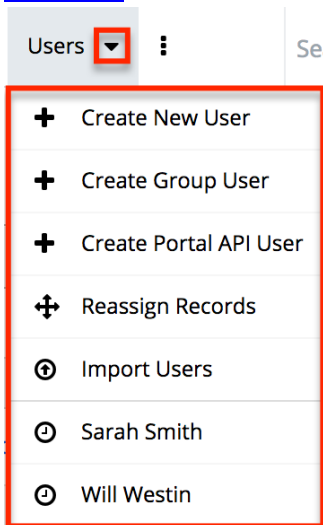 Users
Se
Create New User
Create Group User
Create Portal API User
Reassign Records
Import Users
Sarah Smith
Will Westin